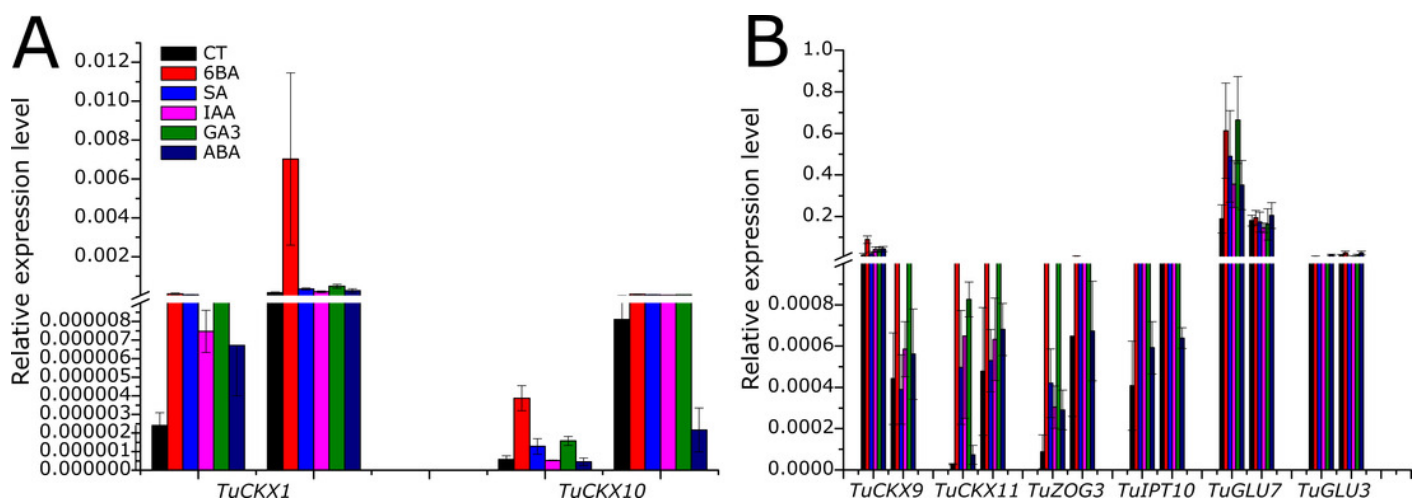 A
Relative expression level
0.012
0.010
0.008
0.006
0.004
0.002
0.000008
0.000007
0.000006
0.000005
0.000004
0.000003
0.000002
0.000001
0.000000
CT
6BA
SA
IAA
GA3
ABA
TuCKX1
TuCKX10
B
Relative expression level
1.0
0.8
0.6
0.4
0.2
0.0008
0.0006
0.0004
0.0002
0.0000
TuCKX9
TuCKX11
TuZOG3
TuIPT10
TuGLU7
TuGLU3